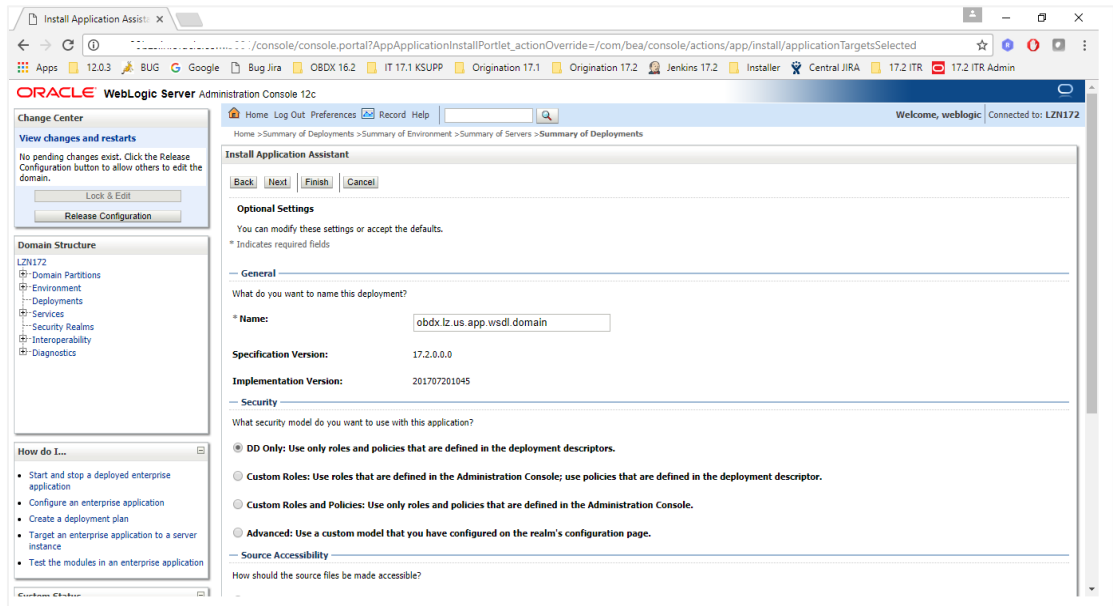 Install Application Assista
/console/console.portal?AppApplicationInstallPortlet_actionOverride=/com/bea/console/actions/app/install/applicationTargetsSelected
Apps 12.0.3 BUG Google Bug Jira OBDX 16.2 IT 17.1 KSUPP Origination 17.1 Origination 17.2 Jenkins 17.2 Installer Central JIRA 17.2 ITR 17.2 ITR Admin
ORACLE WebLogic Server Administration Console 12c
Change Center
View changes and restarts
No pending changes exist. Click the Release
Configuration button to allow others to edit the
domain.
Lock & Edit
Release Configuration
Domain Structure
LZN172
Domain Partitions
Environment
Deployments
Services
Security Realms
Interoperability
Diagnostics
How do I...
Start and stop a deployed enterprise
application
Configure an enterprise application
Create a deployment plan
Target an enterprise application to a server
instance
Test the modules in an enterprise application
System Status
Home Log Out Preferences Record Help
Welcome, weblogic Connected to: LZN172
Home >Summary of Deployments >Summary of Environment >Summary of Servers >Summary of Deployments
Install Application Assistant
Back Next Finish Cancel
Optional Settings
You can modify these settings or accept the defaults.
* Indicates required fields
General
What do you want to name this deployment?
* Name: obdx.lz.us.app.wsdl.domain
Specification Version: 17.2.0.0.0
Implementation Version: 201707201045
Security
What security model do you want to use with this application?
DD Only: Use only roles and policies that are defined in the deployment descriptors.
Custom Roles: Use roles that are defined in the Administration Console; use policies that are defined in the deployment descriptor.
Custom Roles and Policies: Use only roles and policies that are defined in the Administration Console.
Advanced: Use a custom model that you have configured on the realm's configuration page.
Source Accessibility
How should the source files be made accessible?